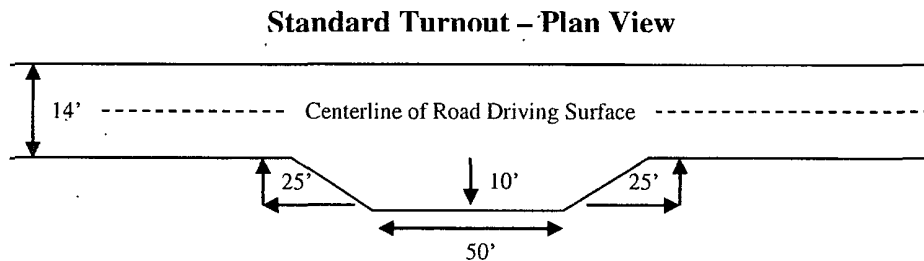 Standard Turnout – Plan View
14' Centerline of Road Driving Surface
25' 10' 25'
50'